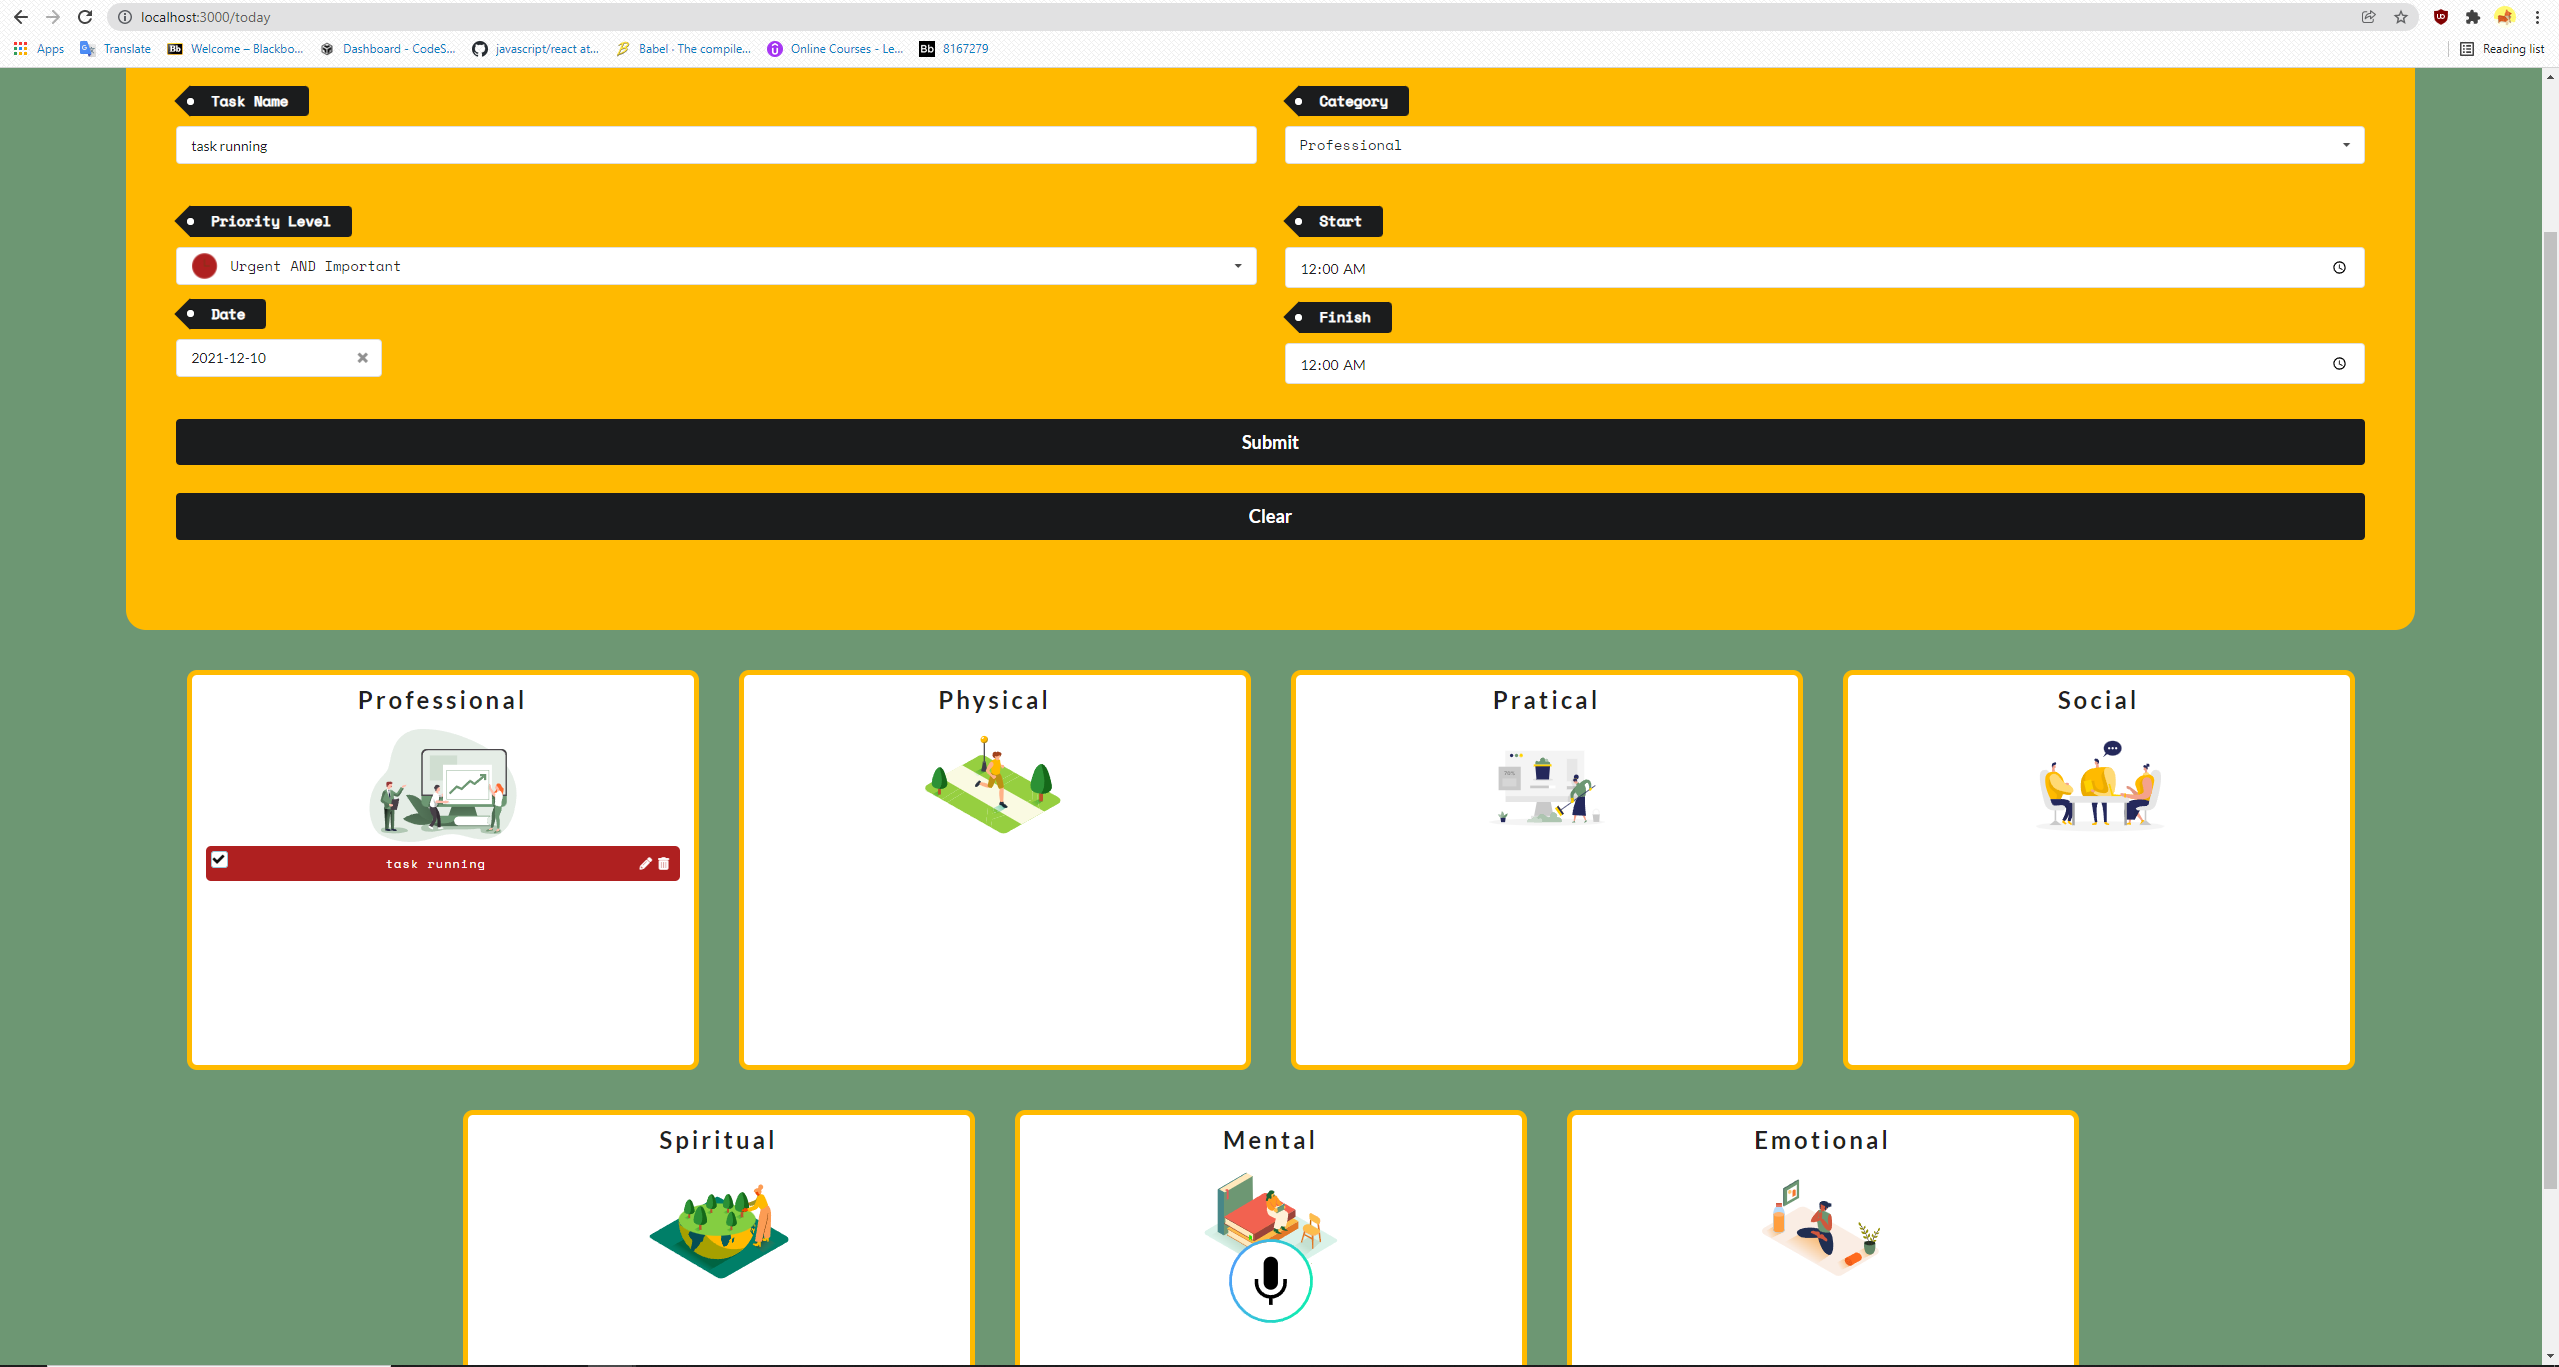 localhost:3000/today
Apps Translate Welcome – Blackbo... Dashboard - CodeS... javascript/react at... Babel · The compile... Online Courses - Le... Bb 8167279 Reading list
Task Name Category
task running Professional
Priority Level Start
Urgent AND Important 12:00 AM
Date Finish
2021-12-10 12:00 AM
Submit
Clear
Professional Physical Pratical Social
task running
Spiritual Mental Emotional